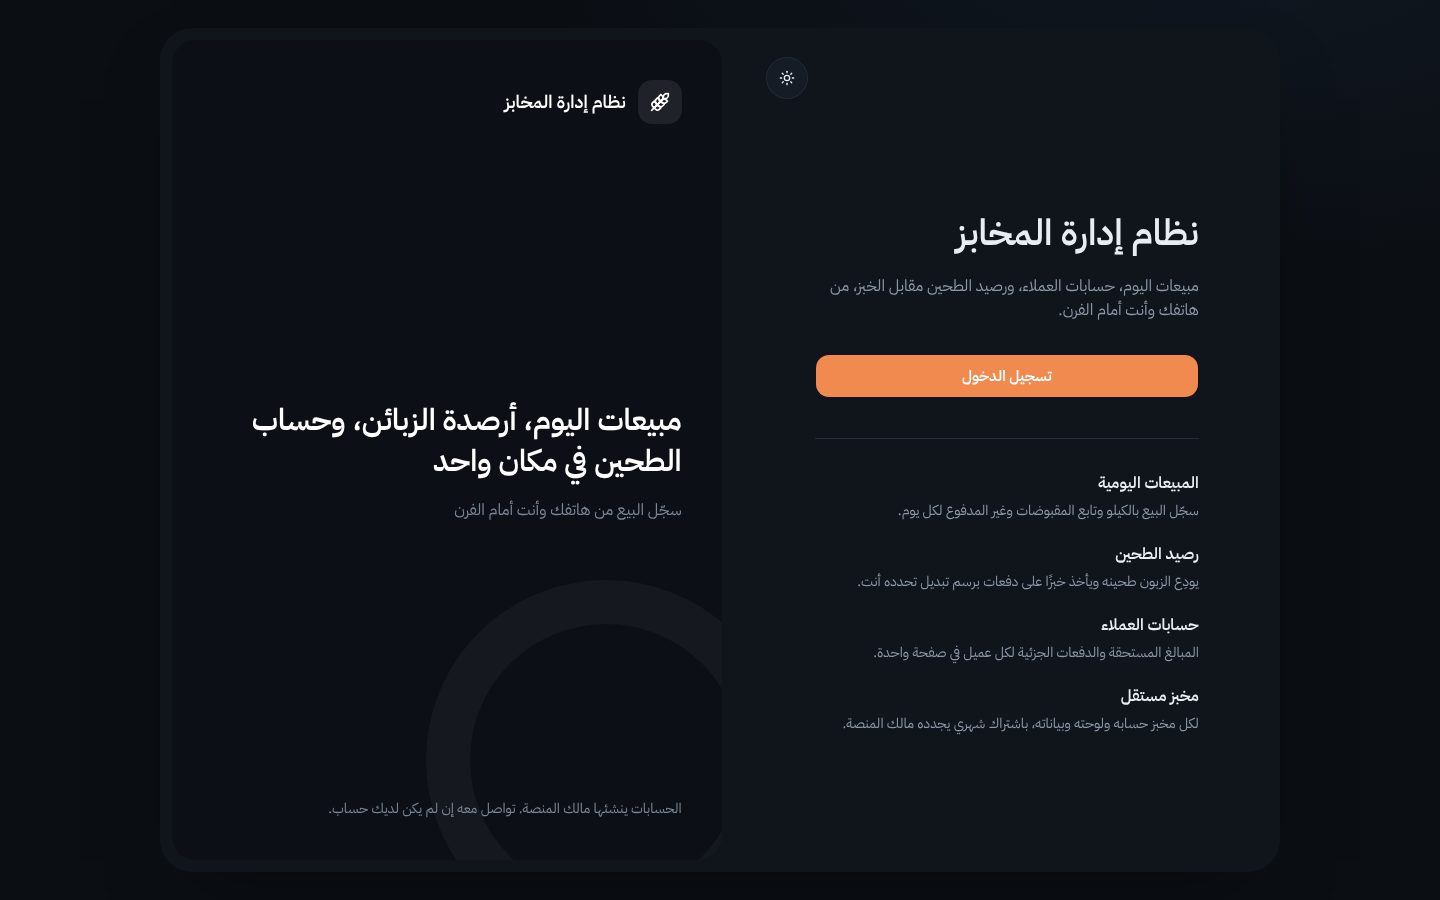 نظام إدارة المخابز
مبيعات اليوم، حسابات العملاء، ورصيد الطحين مقابل الخبز، من
هاتفك وأنت أمام الفرن.
تسجيل الدخول
المبيعات اليومية
سجّل البيع بالكيلو وتابع المقبوضات وغير المدفوع لكل يوم.
رصيد الطحين
يودع الزبون طحينه ويأخذ خبزًا على دفعات برسم تبديل تحدده أنت.
حسابات العملاء
المبالغ المستحقة والدفعات الجزئية لكل عميل في صفحة واحدة.
مخبز مستقل
لكل مخبز حسابه ولوحته وبياناته، باشتراك شهري يجدده مالك المنصة.
نظام إدارة المخابز
مبيعات اليوم، أرصدة الزبائن، وحساب
الطحين في مكان واحد
سجّل البيع من هاتفك وأنت أمام الفرن
الحسابات ينشئها مالك المنصة. تواصل معه إن لم يكن لديك حساب.